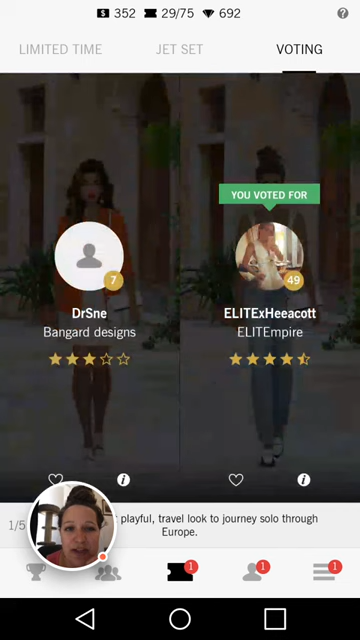 352 29/75 692 ?
LIMITED TIME JET SET VOTING
YOU VOTED FOR
7 49
DrSne ELITExHeeacott
Bangard designs ELITEmpire
i i
1/5 playful, travel look to journey solo through
Europe.
1 1 1